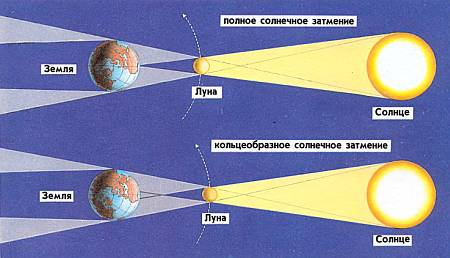 полное солнечное затмение
Земля
Луна
Солнце
кольцеобразное солнечное затмение
Земля
Луна
Солнце